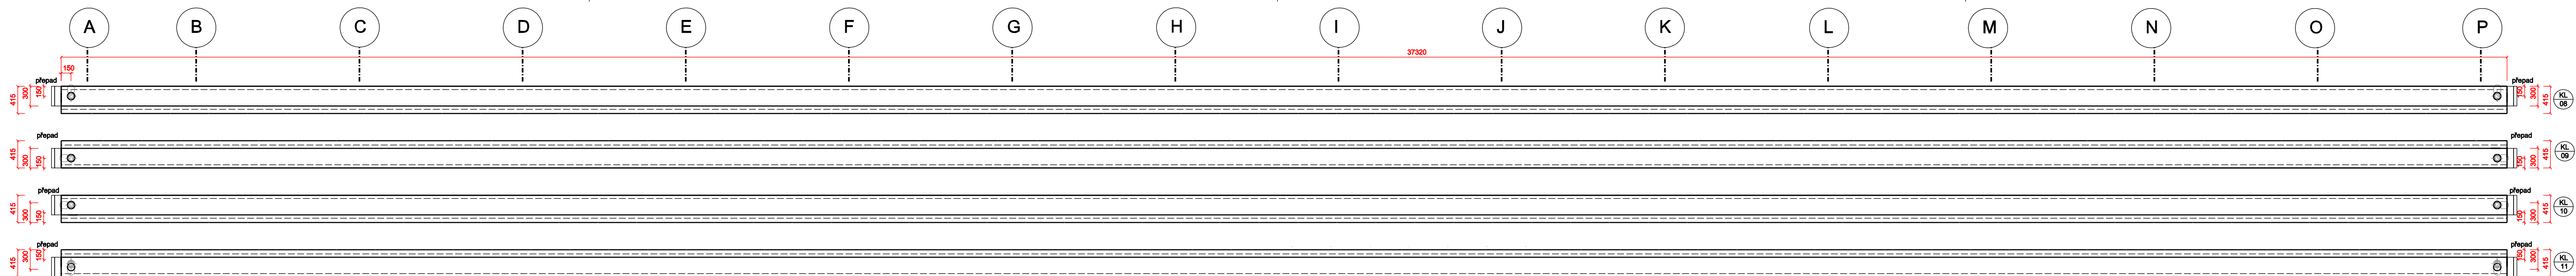 A B C D E F G H I J K L M N O P
37320
150
přepad přepad
415 300 150 150 300 415 KL 08
přepad přepad
415 300 150 150 300 415 KL 09
přepad přepad
415 300 150 150 300 415 KL 10
přepad přepad
415 300 150 150 300 415 KL 11